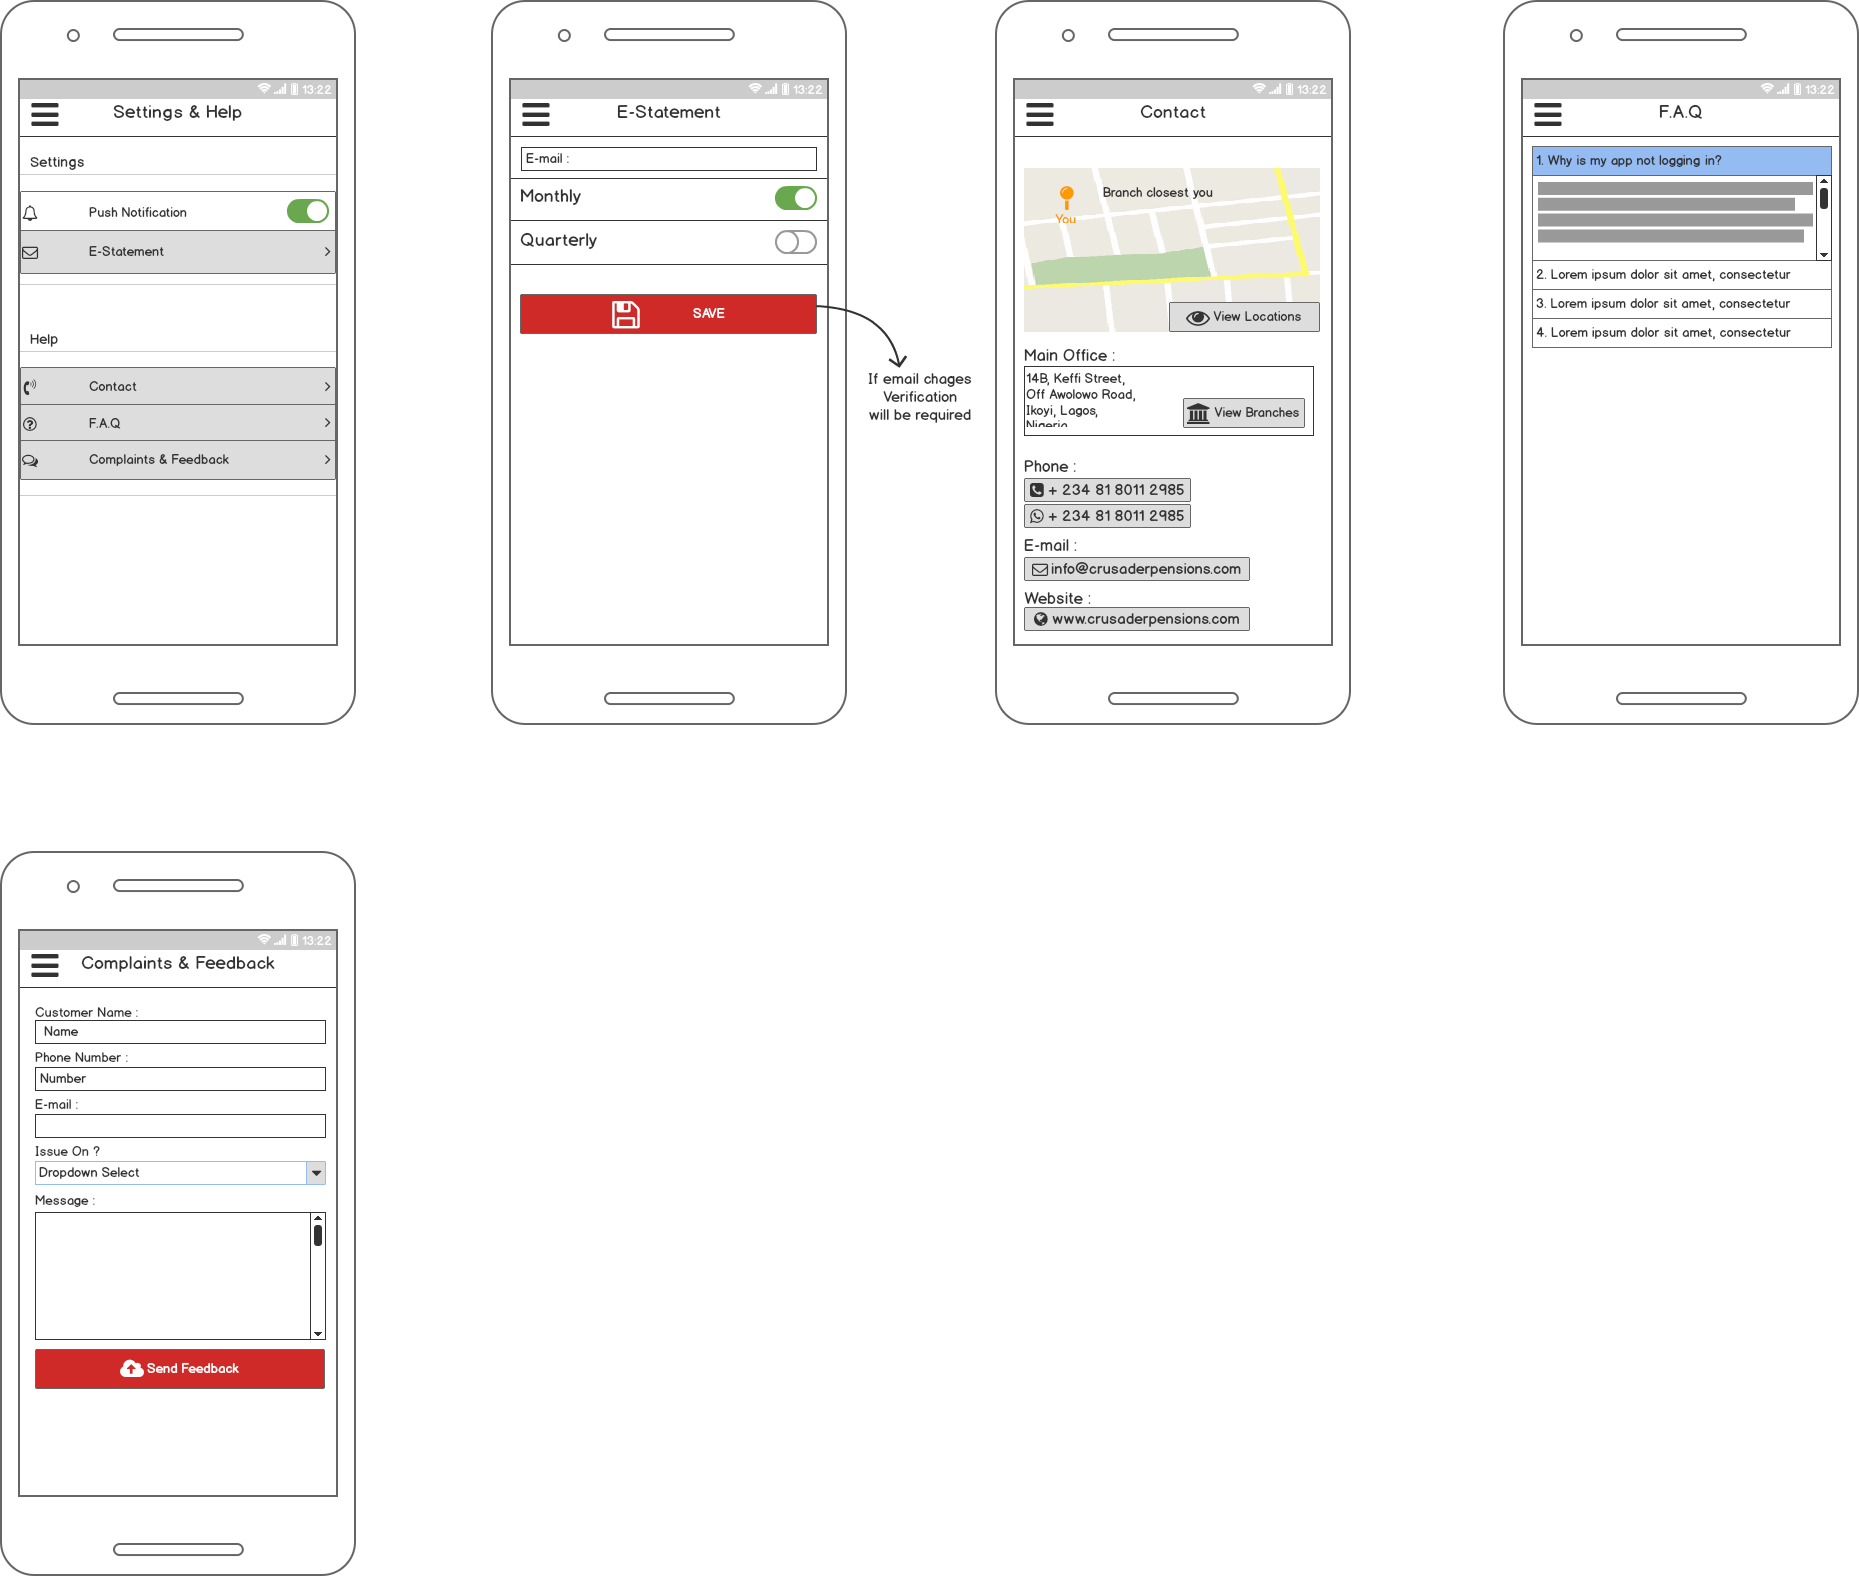 13:22
Settings & Help
Settings
Push Notification
E-Statement
Help
Contact
F.A.Q
Complaints & Feedback
13:22
E-Statement
E-mail :
Monthly
Quarterly
SAVE
If email chages
Verification
will be required
13:22
Contact
Branch closest you
You
View Locations
Main Office :
14B, Keffi Street,
Off Awolowo Road,
Ikoyi, Lagos,
Nigeria
View Branches
Phone :
+ 234 81 8011 2985
+ 234 81 8011 2985
E-mail :
info@crusaderpensions.com
Website :
www.crusaderpensions.com
13:22
F.A.Q
1. Why is my app not logging in?
2. Lorem ipsum dolor sit amet, consectetur
3. Lorem ipsum dolor sit amet, consectetur
4. Lorem ipsum dolor sit amet, consectetur
13:22
Complaints & Feedback
Customer Name :
Name
Phone Number :
Number
E-mail :
Issue On ?
Dropdown Select
Message :
Send Feedback